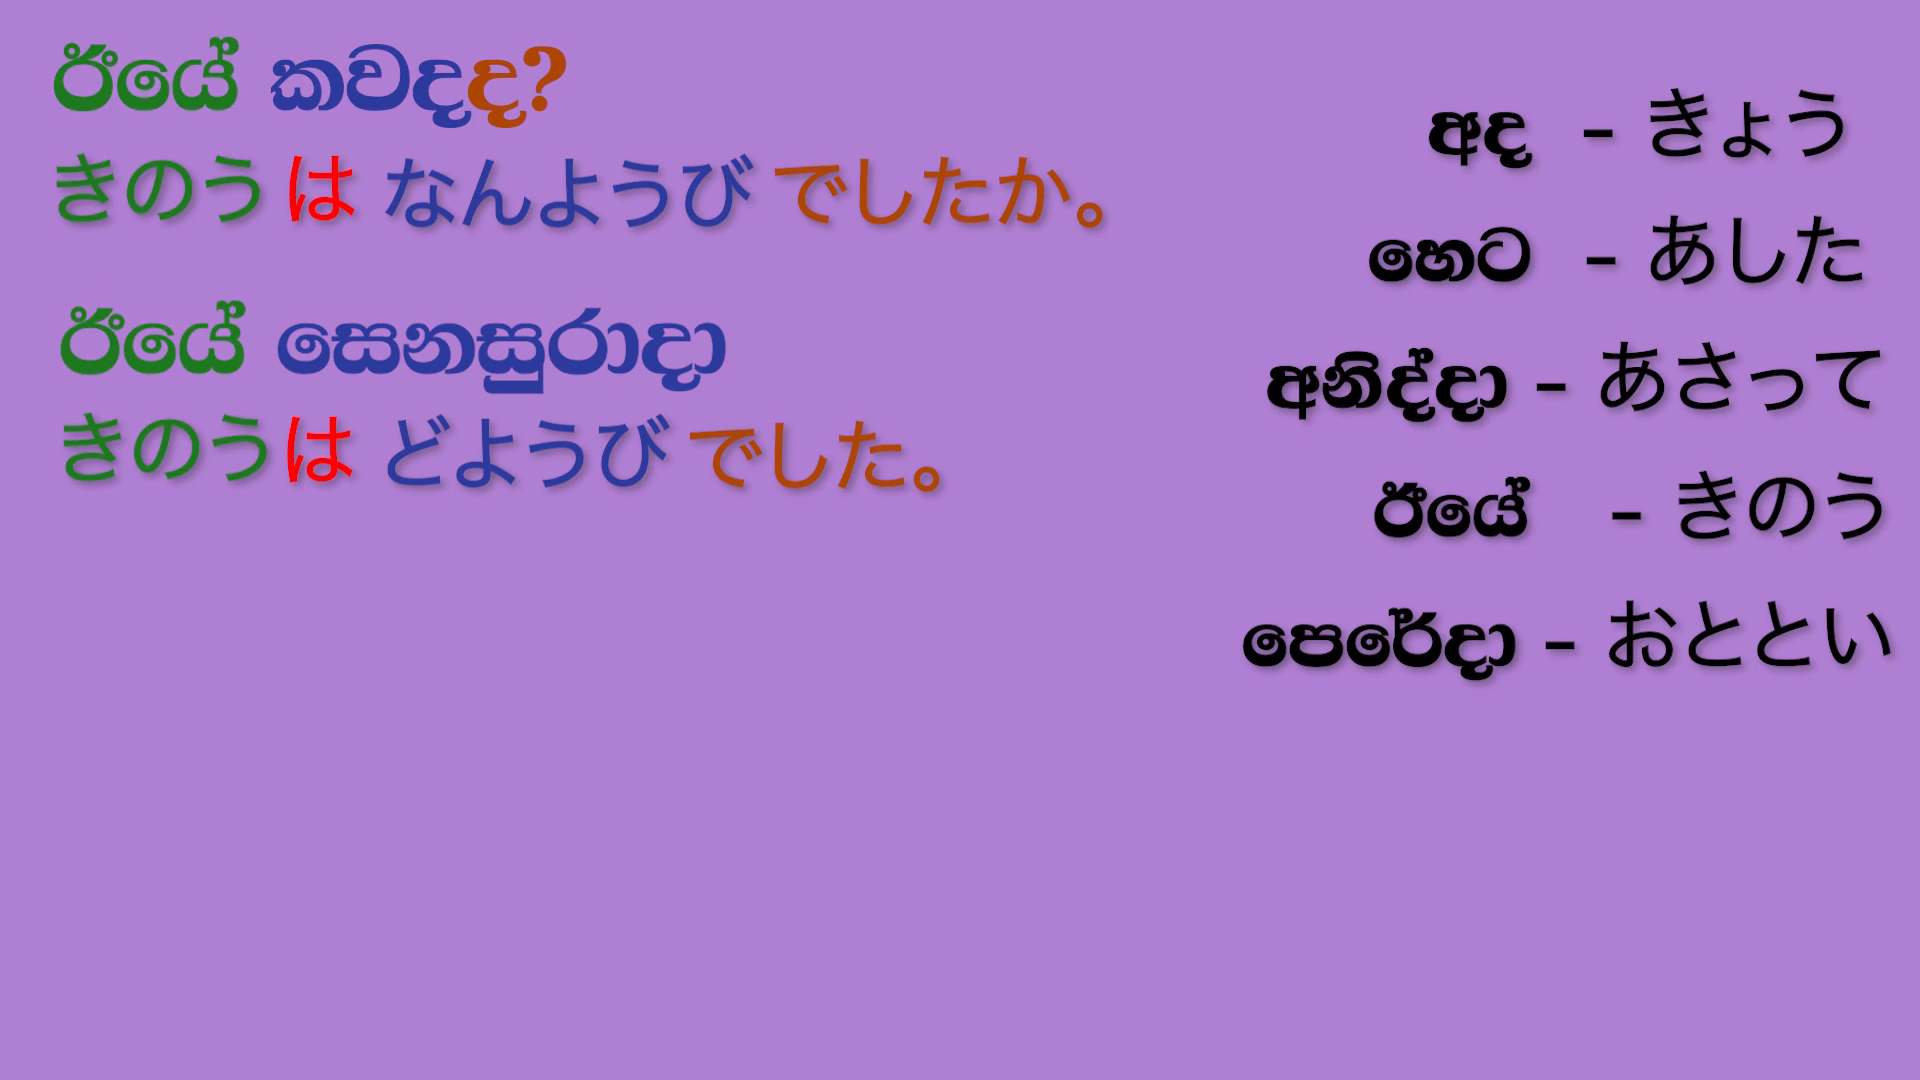 ඊයේ කවදද?
きのう は なんようび でしたか。
ඊයේ සෙනසුරාදා
きのう は どようび でした。
අද - きょう
හෙට - あした
අනිද්දා - あさって
ඊයේ - きのう
පෙරේදා - おととい